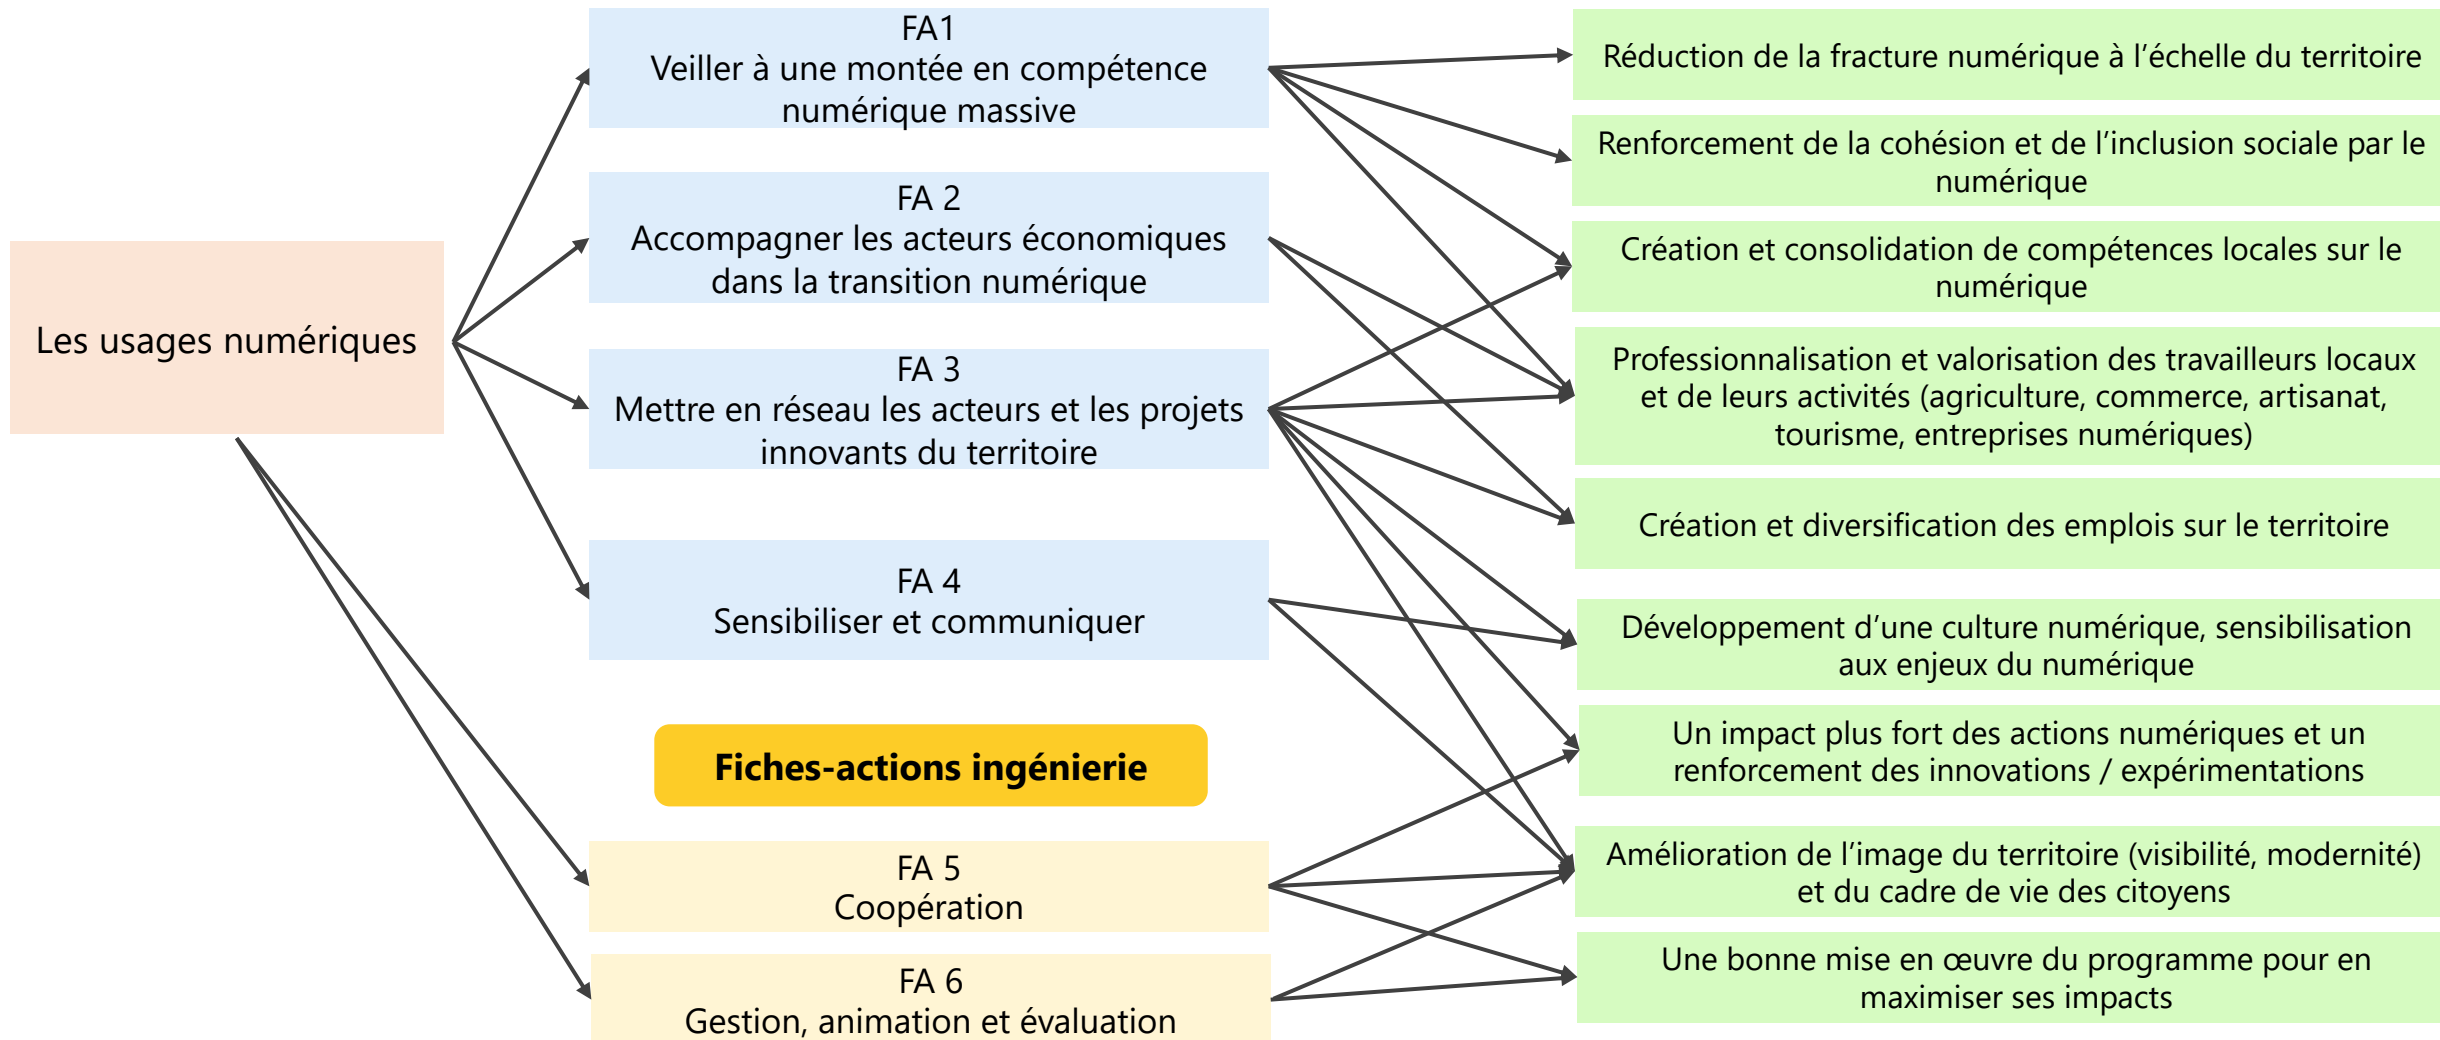 Les usages numériques
FA1
Veiller à une montée en compétence
numérique massive
FA 2
Accompagner les acteurs économiques
dans la transition numérique
FA 3
Mettre en réseau les acteurs et les projets
innovants du territoire
FA 4
Sensibiliser et communiquer
Fiches-actions ingénierie
FA 5
Coopération
FA 6
Gestion, animation et évaluation
Réduction de la fracture numérique à l’échelle du territoire
Renforcement de la cohésion et de l’inclusion sociale par le
numérique
Création et consolidation de compétences locales sur le
numérique
Professionnalisation et valorisation des travailleurs locaux
et de leurs activités (agriculture, commerce, artisanat,
tourisme, entreprises numériques)
Création et diversification des emplois sur le territoire
Développement d’une culture numérique, sensibilisation
aux enjeux du numérique
Un impact plus fort des actions numériques et un
renforcement des innovations / expérimentations
Amélioration de l’image du territoire (visibilité, modernité)
et du cadre de vie des citoyens
Une bonne mise en œuvre du programme pour en
maximiser ses impacts